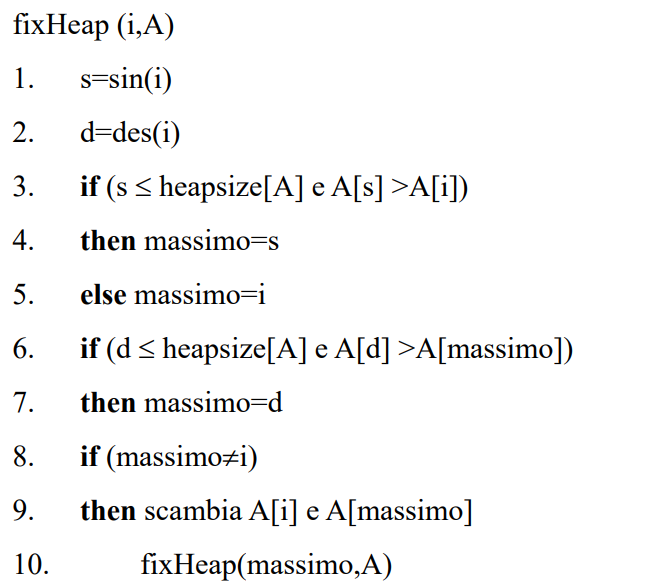 fixHeap (i,A)
1. s=sin(i)
2. d=des(i)
3. if (s ≤ heapsize[A] e A[s] >A[i])
4. then massimo=s
5. else massimo=i
6. if (d ≤ heapsize[A] e A[d] >A[massimo])
7. then massimo=d
8. if (massimo≠i)
9. then scambia A[i] e A[massimo]
10. fixHeap(massimo,A)